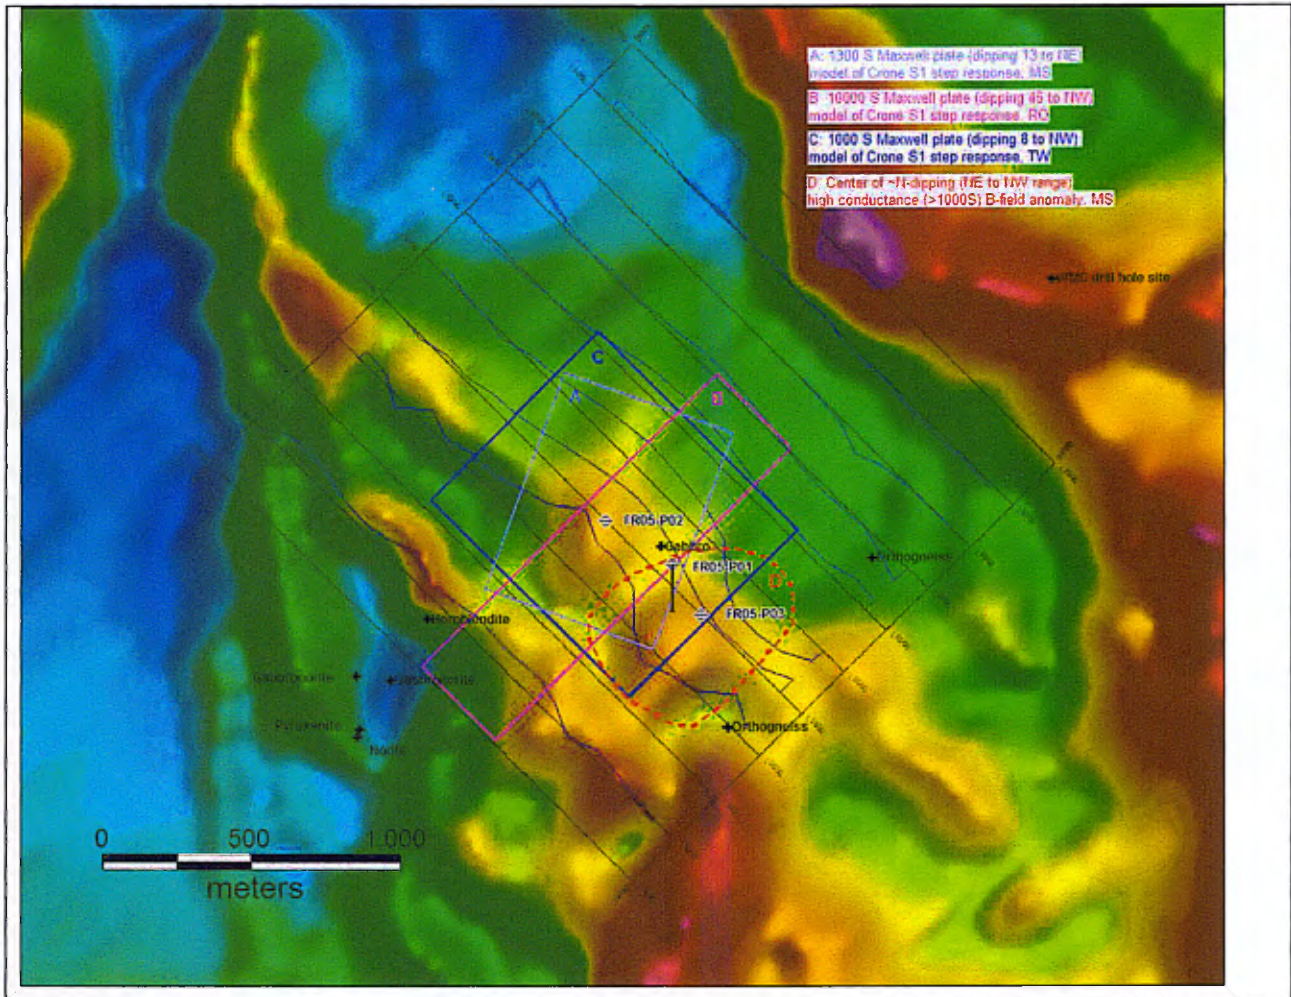 A: 1300 S Maxwell plate (dipping 13 to NE)
model of Crone S1 step response, MS
B: 10000 S Maxwell plate (dipping 45 to NW)
model of Crone S1 step response, RO
C: 1000 S Maxwell plate (dipping 8 to NW)
model of Crone S1 step response, TW
D: Center of ~N-dipping (NE to NW range)
high conductance (>1000S) B-field anomaly, MS
drill hole site
C
A
B
FR05-P02
Gabbro
Orthogneiss
FR05-P01
D
FR05-P03
Hornblendite
Gabbronorite
Gabbronorite
Orthogneiss
Pyroxenite
Norite
0 500 1,000
meters